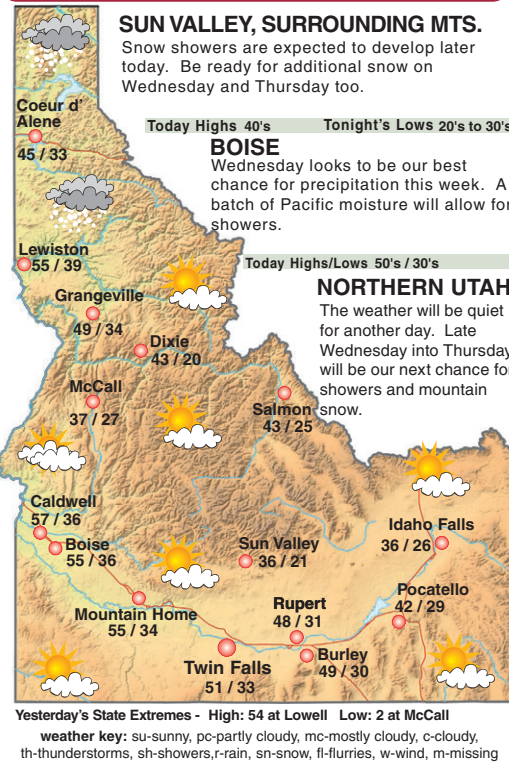 SUN VALLEY, SURROUNDING MTS.
Snow showers are expected to develop later
today. Be ready for additional snow on
Wednesday and Thursday too.
Today Highs 40's Tonight's Lows 20's to 30's
BOISE
Wednesday looks to be our best
chance for precipitation this week. A
batch of Pacific moisture will allow for
showers.
Today Highs/Lows 50's / 30's
NORTHERN UTAH
The weather will be quiet
for another day. Late
Wednesday into Thursday
will be our next chance for
showers and mountain
snow.
Coeur d'
Alene
45 / 33
Lewiston
55 / 39
Grangeville
49 / 34
Dixie
43 / 20
McCall
37 / 27
Salmon
43 / 25
Caldwell
57 / 36
Boise
55 / 36
Sun Valley
36 / 21
Idaho Falls
36 / 26
Mountain Home
55 / 34
Rupert
48 / 31
Pocatello
42 / 29
Twin Falls
51 / 33
Burley
49 / 30
Yesterday's State Extremes - High: 54 at Lowell Low: 2 at McCall
weather key: su-sunny, pc-partly cloudy, mc-mostly cloudy, c-cloudy,
th-thunderstorms, sh-showers,r-rain, sn-snow, fl-flurries, w-wind, m-missing